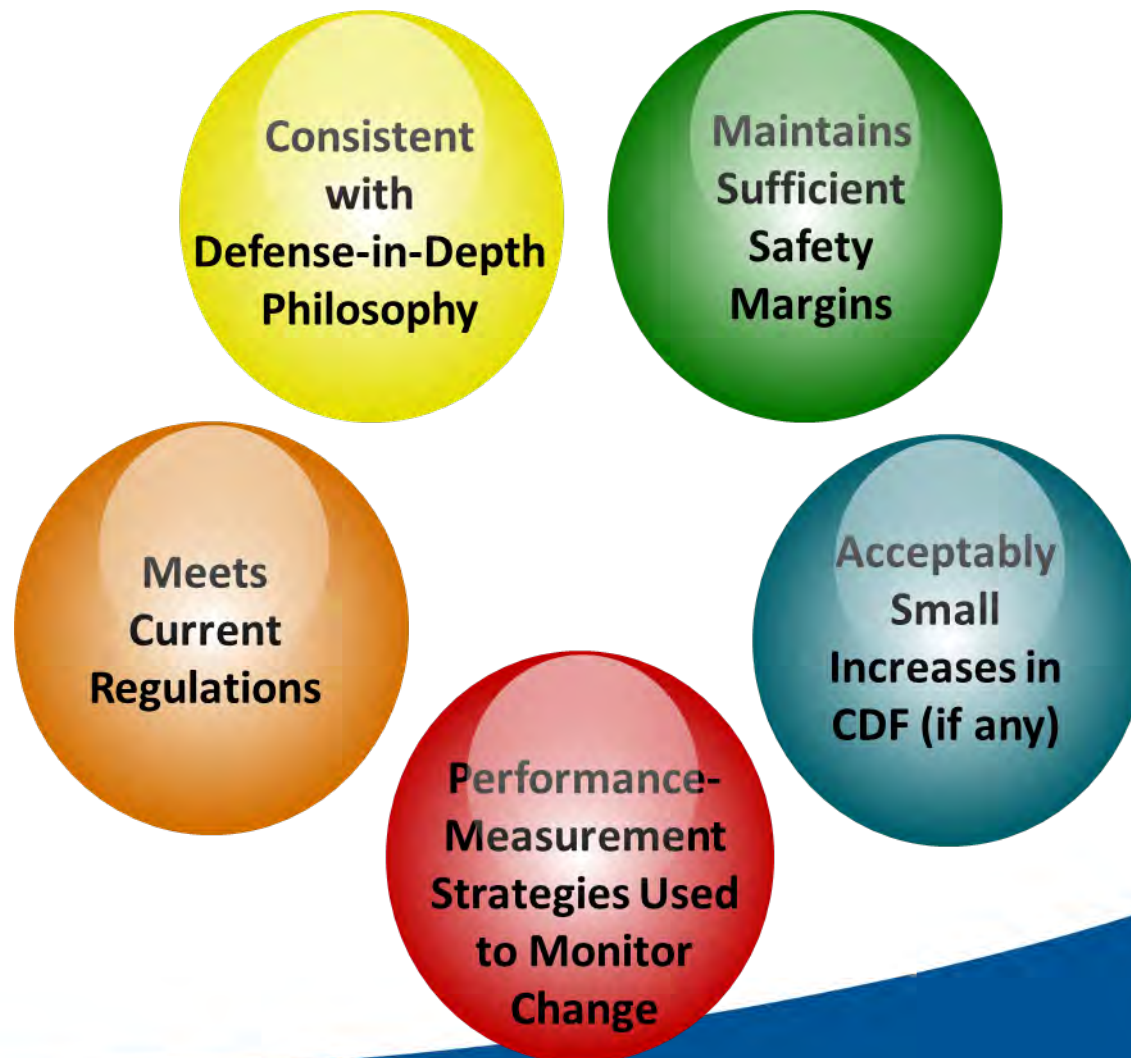 Consistent
with
Defense-in-Depth
Philosophy
Maintains
Sufficient
Safety
Margins
Meets
Current
Regulations
Acceptably
Small
Increases in
CDF (if any)
Performance-
Measurement
Strategies Used
to Monitor
Change